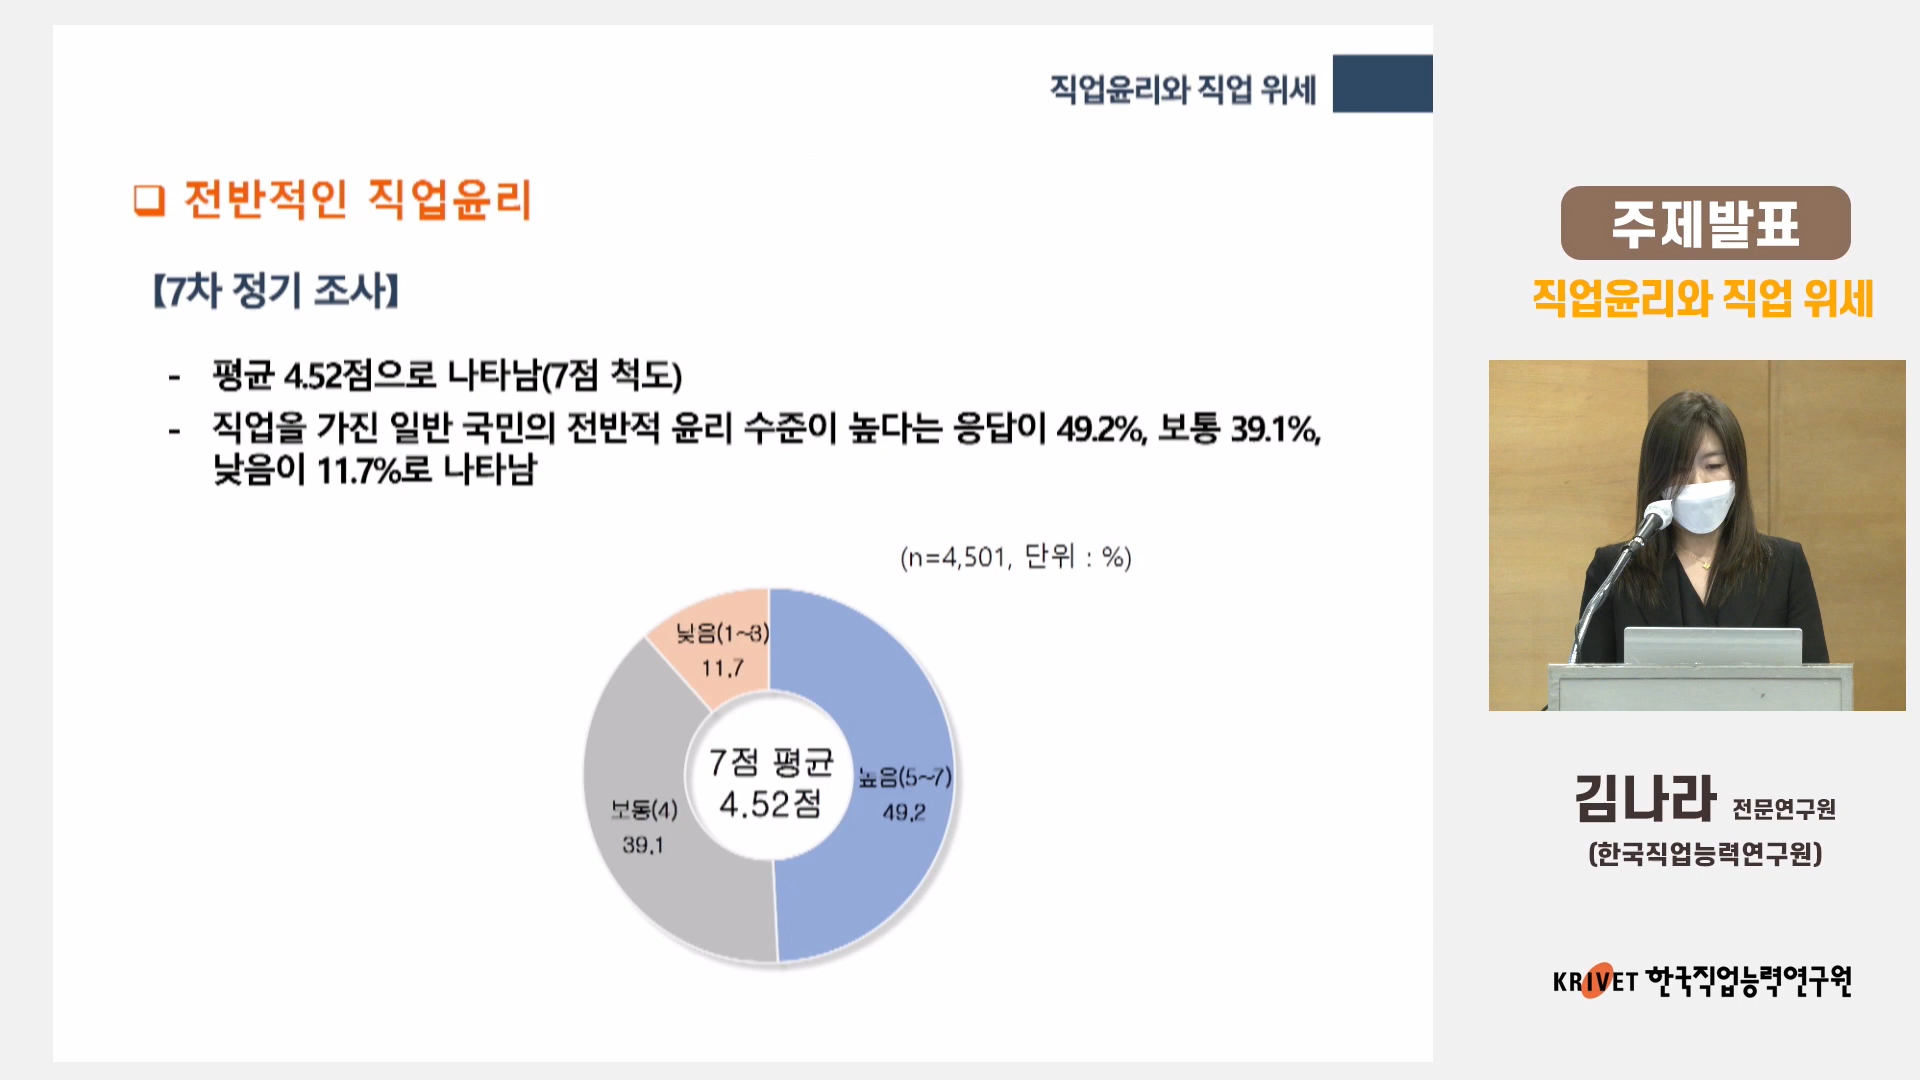 직업윤리와 직업 위세
❑ 전반적인 직업윤리
【7차 정기 조사】
- 평균 4.52점으로 나타남(7점 척도)
- 직업을 가진 일반 국민의 전반적 윤리 수준이 높다는 응답이 49.2%, 보통 39.1%,
낮음이 11.7%로 나타남
(n=4,501, 단위 : %)
낮음(1~3)
11.7
7점 평균
4.52점
높음(5~7)
49.2
보통(4)
39.1
주제발표
직업윤리와 직업 위세
김나라 전문연구원
(한국직업능력연구원)
KRIVET 한국직업능력연구원